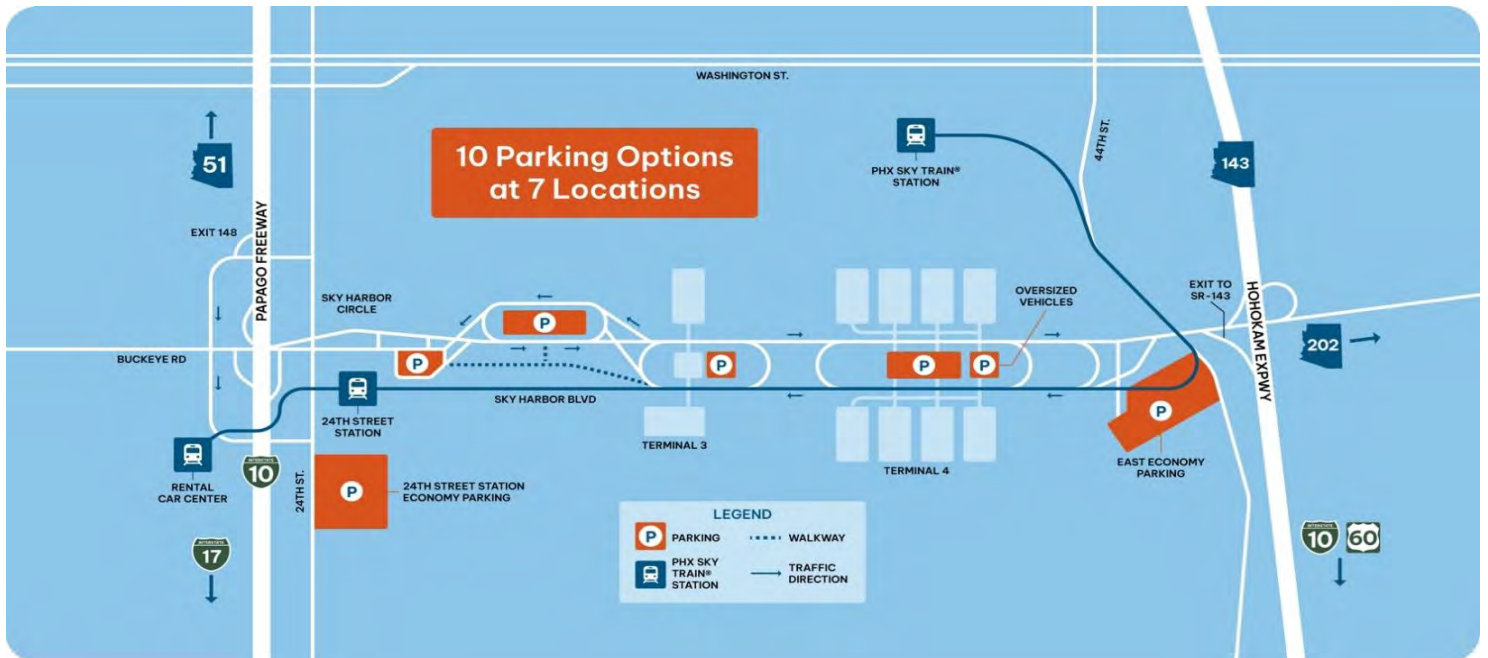 WASHINGTON ST.
10 Parking Options
at 7 Locations
51
PHX SKY TRAIN®
STATION
44TH ST.
143
EXIT 148
PAPAGO FREEWAY
SKY HARBOR
CIRCLE
OVERSIZED
VEHICLES
EXIT TO
SR-143
HOHOKAM EXPWY
202
P
BUCKEYE RD
P
P
P
P
24TH STREET
STATION
SKY HARBOR BLVD
TERMINAL 3
TERMINAL 4
P
EAST ECONOMY
PARKING
RENTAL
CAR CENTER
INTERSTATE
10
24TH ST.
P
24TH STREET STATION
ECONOMY PARKING
INTERSTATE
17
LEGEND
P PARKING
WALKWAY
PHX SKY
TRAIN®
STATION
TRAFFIC
DIRECTION
INTERSTATE
10
60